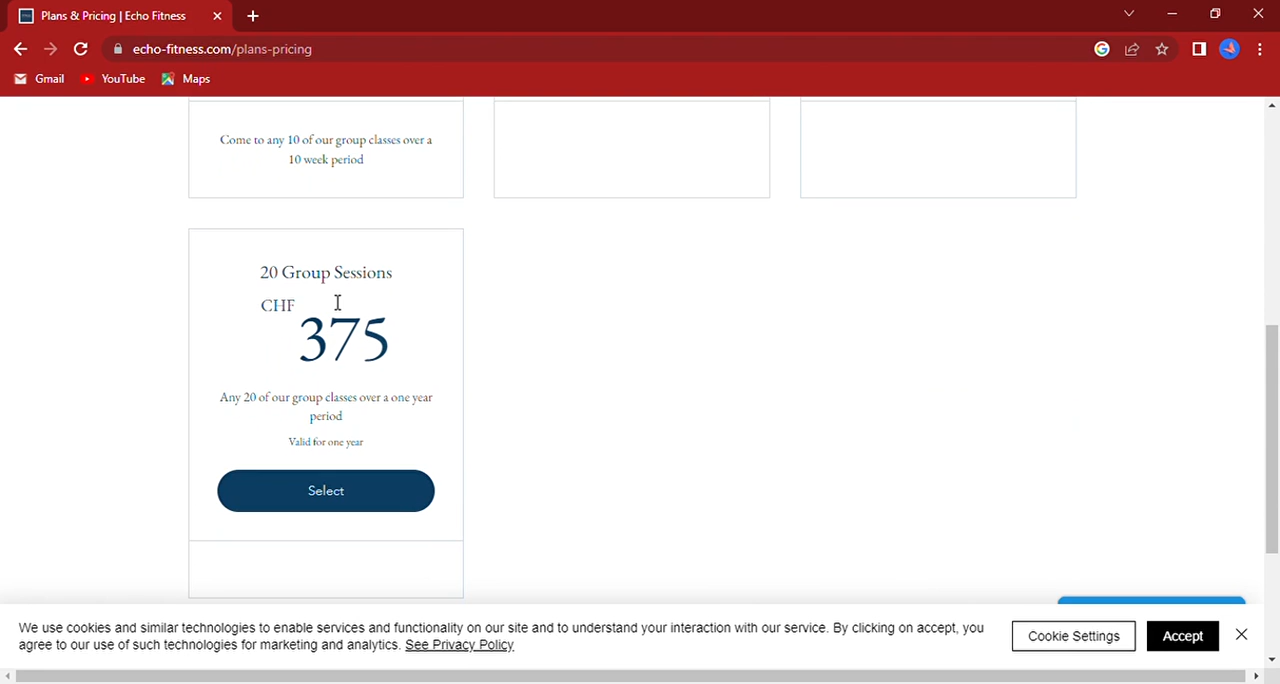 Plans & Pricing | Echo Fitness
echo-fitness.com/plans-pricing
Gmail
YouTube
Maps
Come to any 10 of our group classes over a
10 week period
20 Group Sessions
CHF
375
Any 20 of our group classes over a one year
period
Valid for one year
Select
We use cookies and similar technologies to enable services and functionality on our site and to understand your interaction with our service. By clicking on accept, you
agree to our use of such technologies for marketing and analytics. See Privacy Policy
Cookie Settings
Accept